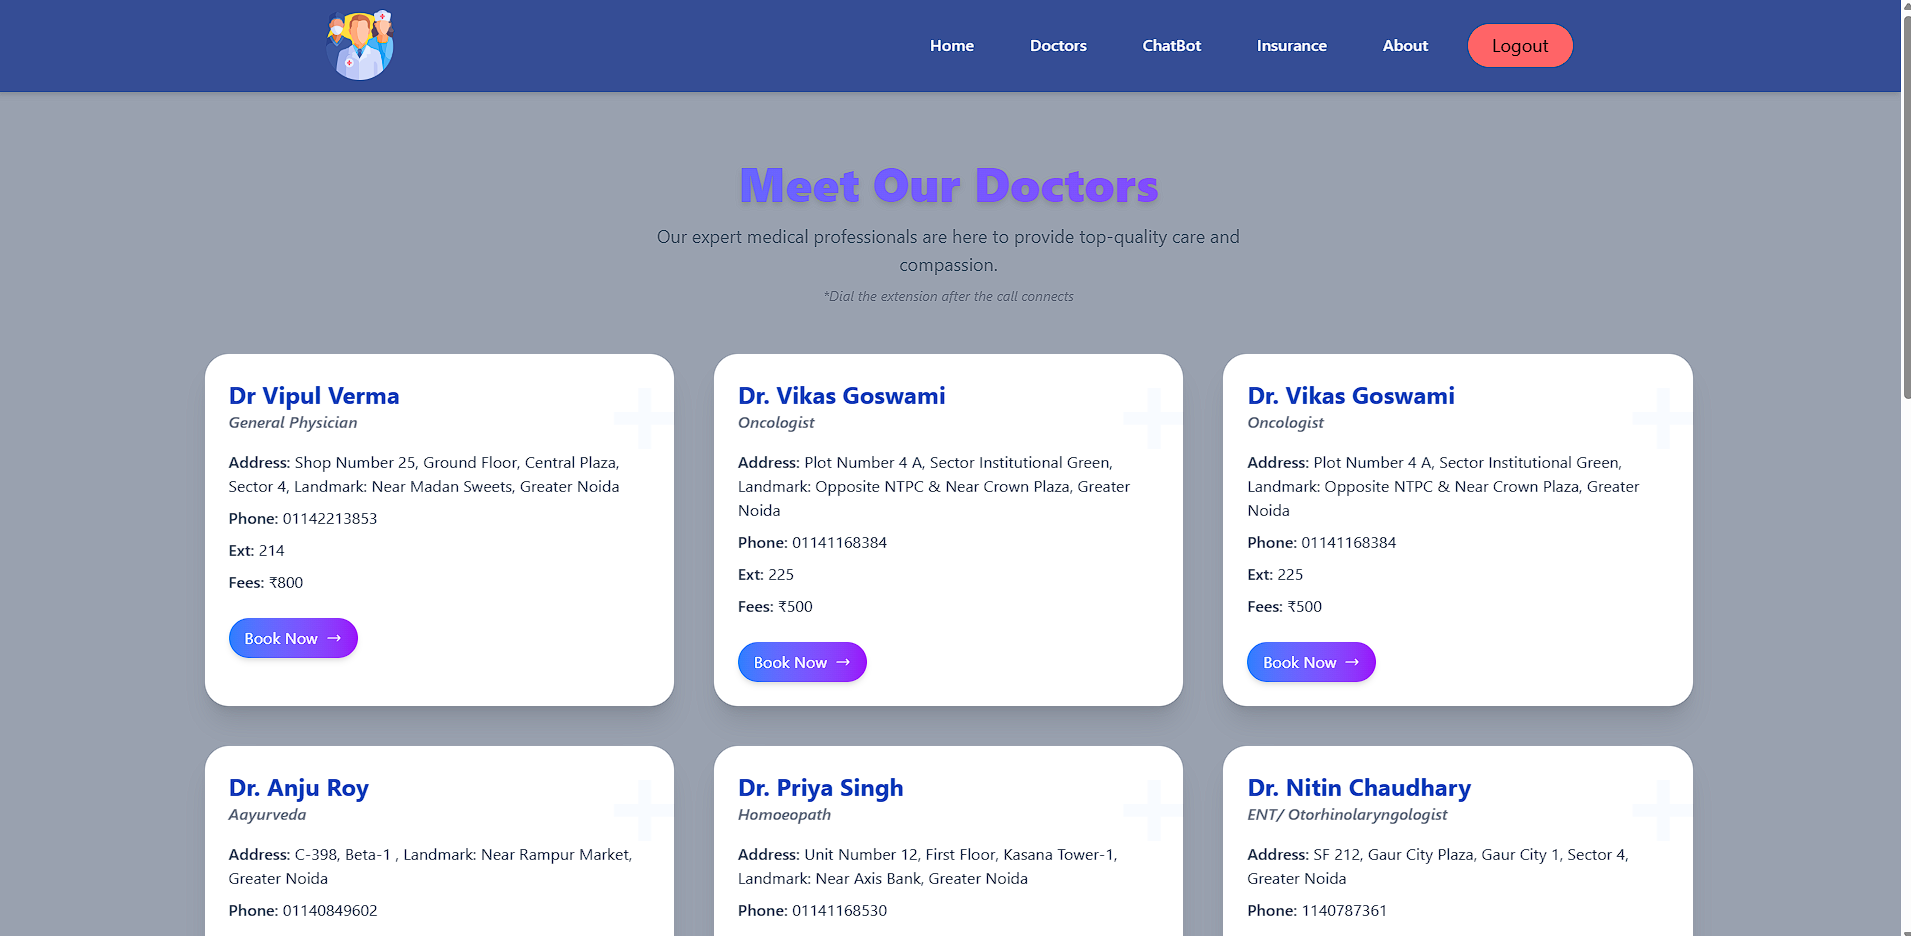 Home Doctors ChatBot Insurance About Logout
Meet Our Doctors
Our expert medical professionals are here to provide top-quality care and
compassion.
*Dial the extension after the call connects
Dr Vipul Verma
General Physician
Address: Shop Number 25, Ground Floor, Central Plaza,
Sector 4, Landmark: Near Madan Sweets, Greater Noida
Phone: 01142213853
Ext: 214
Fees: ₹800
Book Now →
Dr. Vikas Goswami
Oncologist
Address: Plot Number 4 A, Sector Institutional Green,
Landmark: Opposite NTPC & Near Crown Plaza, Greater
Noida
Phone: 01141168384
Ext: 225
Fees: ₹500
Book Now →
Dr. Vikas Goswami
Oncologist
Address: Plot Number 4 A, Sector Institutional Green,
Landmark: Opposite NTPC & Near Crown Plaza, Greater
Noida
Phone: 01141168384
Ext: 225
Fees: ₹500
Book Now →
Dr. Anju Roy
Aayurveda
Address: C-398, Beta-1 , Landmark: Near Rampur Market,
Greater Noida
Phone: 01140849602
Dr. Priya Singh
Homoeopath
Address: Unit Number 12, First Floor, Kasana Tower-1,
Landmark: Near Axis Bank, Greater Noida
Phone: 01141168530
Dr. Nitin Chaudhary
ENT/ Otorhinolaryngologist
Address: SF 212, Gaur City Plaza, Gaur City 1, Sector 4,
Greater Noida
Phone: 1140787361